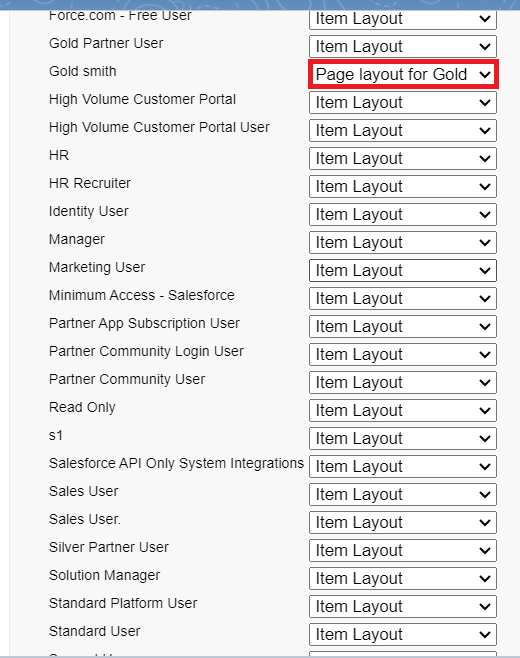 Force.com - Free User Item Layout
Gold Partner User Item Layout
Gold smith Page layout for Gold
High Volume Customer Portal Item Layout
High Volume Customer Portal User Item Layout
HR Item Layout
HR Recruiter Item Layout
Identity User Item Layout
Manager Item Layout
Marketing User Item Layout
Minimum Access - Salesforce Item Layout
Partner App Subscription User Item Layout
Partner Community Login User Item Layout
Partner Community User Item Layout
Read Only Item Layout
s1 Item Layout
Salesforce API Only System Integrations Item Layout
Sales User Item Layout
Sales User. Item Layout
Silver Partner User Item Layout
Solution Manager Item Layout
Standard Platform User Item Layout
Standard User Item Layout